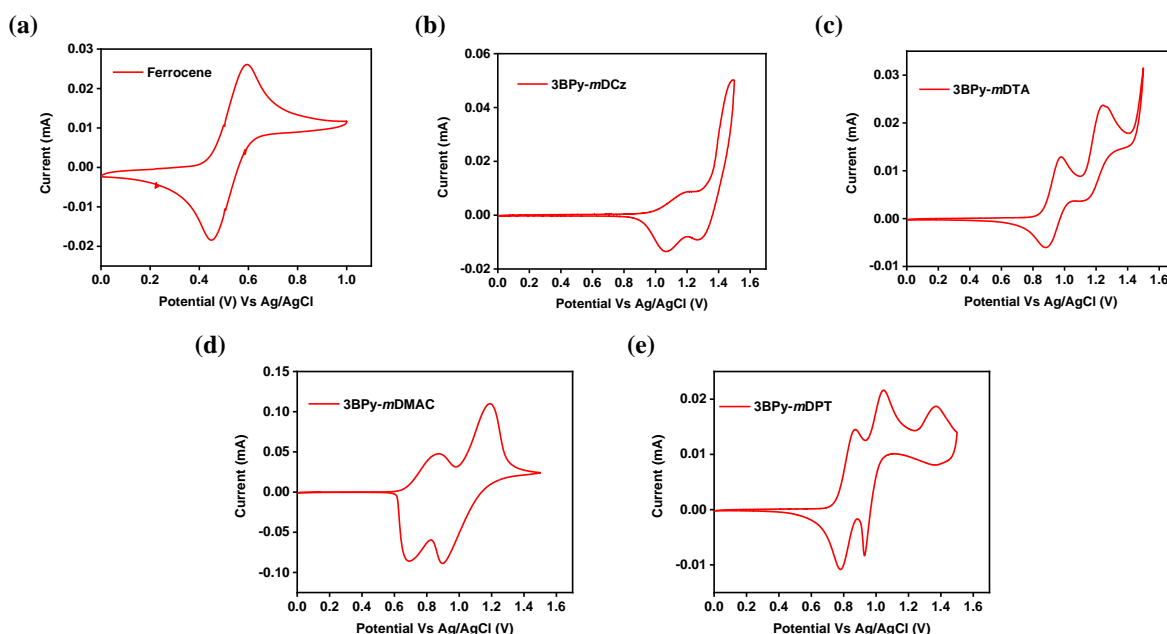 (a)
Ferrocene
Current (mA)
0.03
0.02
0.01
0.00
-0.01
-0.02
0.0 0.2 0.4 0.6 0.8 1.0
Potential (V) Vs Ag/AgCl
(b)
3BPy-mDCz
Current (mA)
0.06
0.04
0.02
0.00
-0.02
0.0 0.2 0.4 0.6 0.8 1.0 1.2 1.4 1.6
Potential Vs Ag/AgCl (V)
(c)
3BPy-mDTA
Current (mA)
0.03
0.02
0.01
0.00
-0.01
0.0 0.2 0.4 0.6 0.8 1.0 1.2 1.4 1.6
Potential Vs Ag/AgCl (V)
(d)
3BPy-mDMAC
Current (mA)
0.15
0.10
0.05
0.00
-0.05
-0.10
0.0 0.2 0.4 0.6 0.8 1.0 1.2 1.4 1.6
Potential Vs Ag/AgCl (V)
(e)
3BPy-mDPT
Current (mA)
0.02
0.01
0.00
-0.01
0.0 0.2 0.4 0.6 0.8 1.0 1.2 1.4 1.6
Potential Vs Ag/AgCl (V)